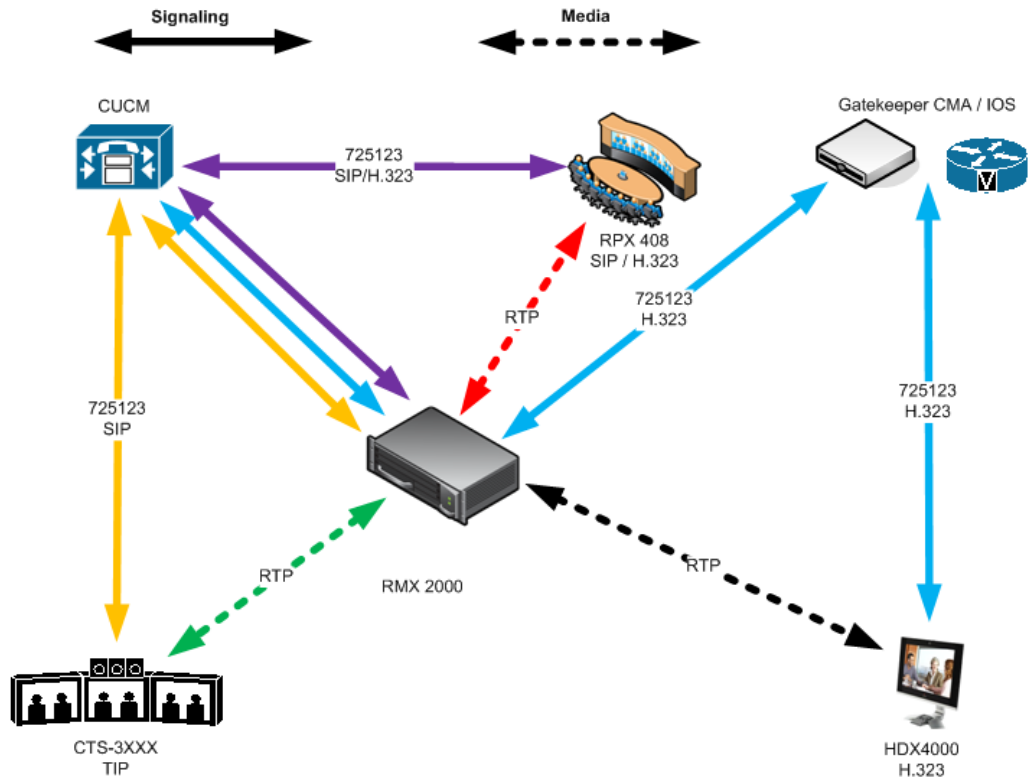 Signaling
Media
CUCM
Gatekeeper CMA / IOS
725123
SIP/H.323
V
RPX 408
SIP / H.323
725123
H.323
RTP
725123
SIP
725123
H.323
RTP
RMX 2000
RTP
CTS-3XXX
TIP
HDX4000
H.323